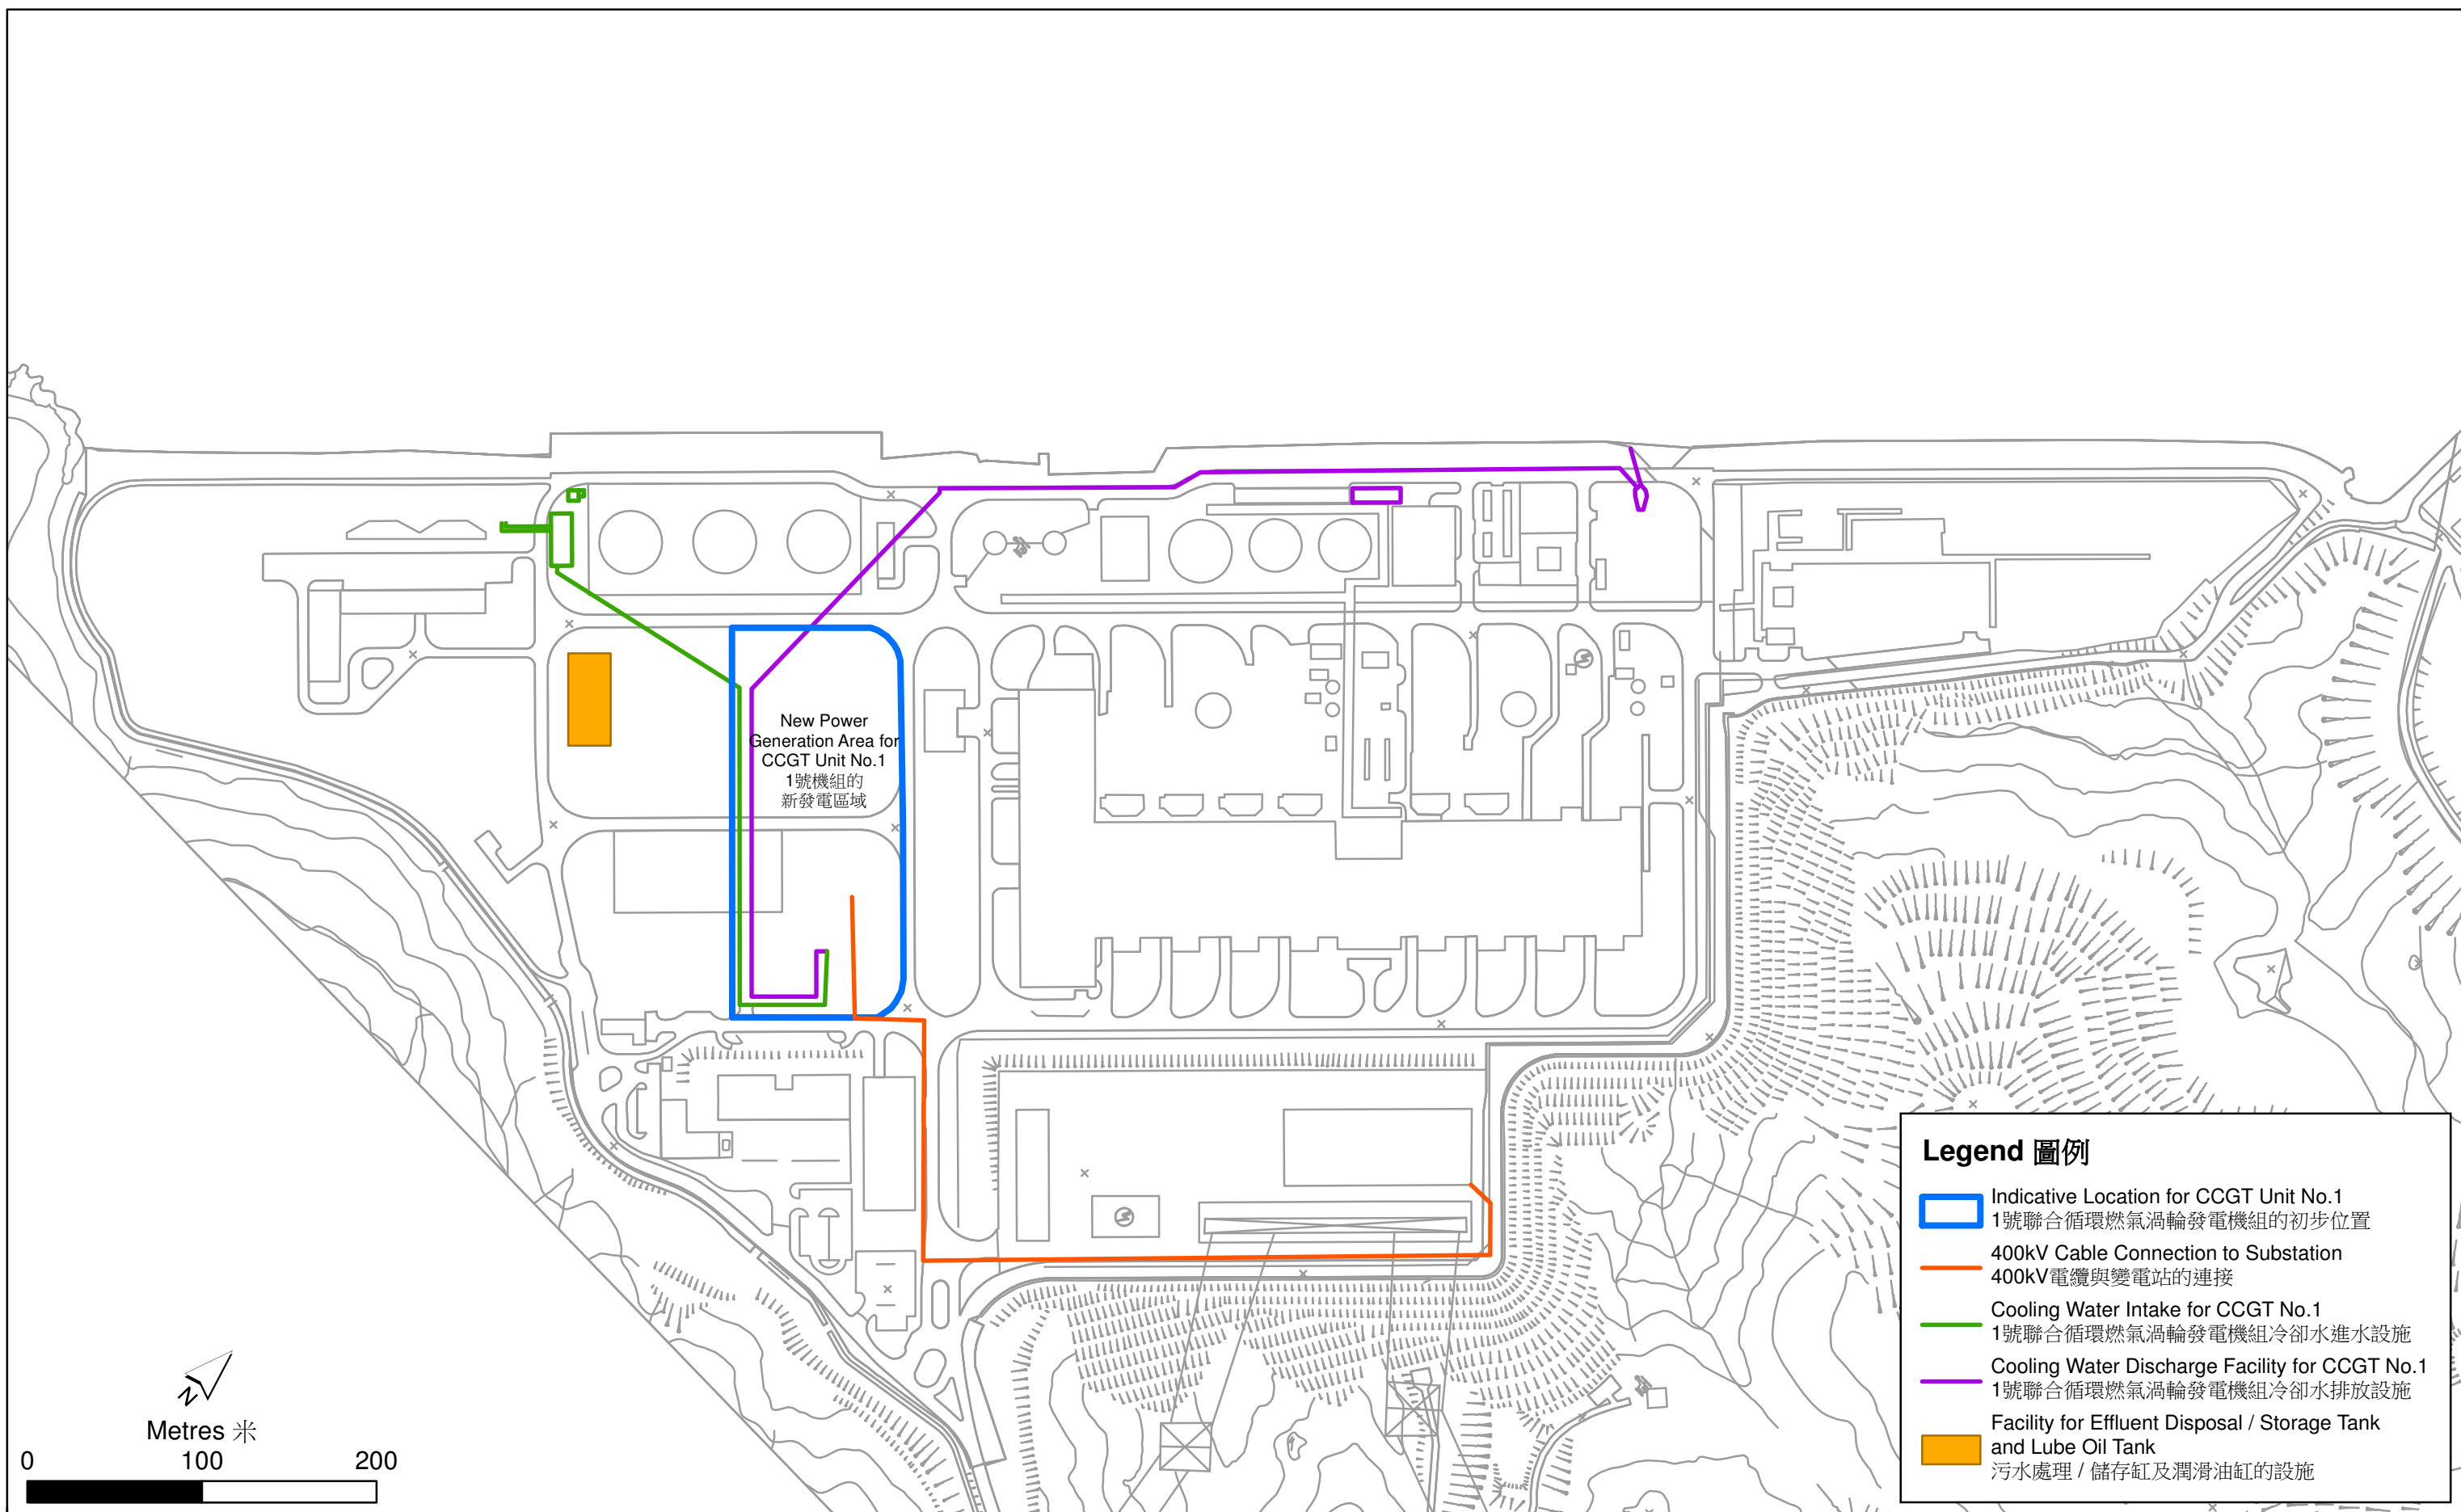 New Power
Generation Area for
CCGT Unit No.1
1號機組的
新發電區域
Legend 圖例
Indicative Location for CCGT Unit No.1
1號聯合循環燃氣渦輪發電機組的初步位置
400kV Cable Connection to Substation
400kV電纜與變電站的連接
Cooling Water Intake for CCGT No.1
1號聯合循環燃氣渦輪發電機組冷卻水進水設施
Cooling Water Discharge Facility for CCGT No.1
1號聯合循環燃氣渦輪發電機組冷卻水排放設施
Facility for Effluent Disposal / Storage Tank
and Lube Oil Tank
污水處理 / 儲存缸及潤滑油缸的設施
N
Metres 米
0 100 200